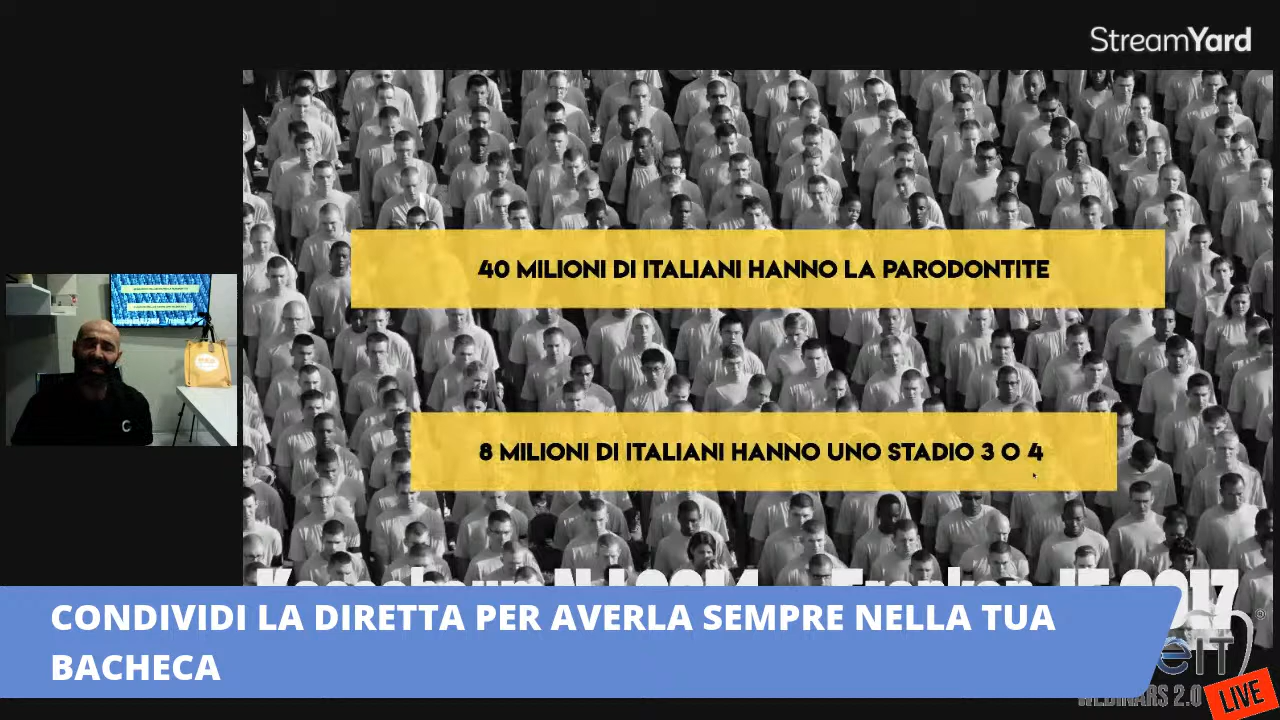 StreamYard
40 MILIONI DI ITALIANI HANNO LA PARODONTITE
8 MILIONI DI ITALIANI HANNO UNO STADIO 3 O 4
CONDIVIDI LA DIRETTA PER AVERLA SEMPRE NELLA TUA
BACHECA
eIT
WEBINARS 2.0
LIVE